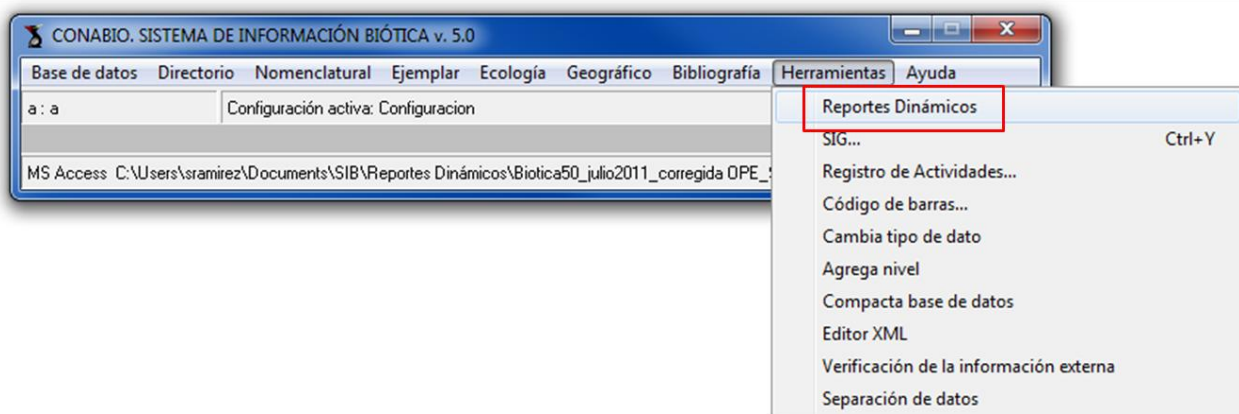 CONABIO. SISTEMA DE INFORMACIÓN BIÓTICA v. 5.0
Base de datos Directorio Nomenclatural Ejemplar Ecología Geográfico Bibliografía Herramientas Ayuda
a : a Configuración activa: Configuracion
MS Access C:\Users\sramirez\Documents\SIB\Reportes Dinámicos\Biotica50_julio2011_corregida OPE_
Reportes Dinámicos
SIG... Ctrl+Y
Registro de Actividades...
Código de barras...
Cambia tipo de dato
Agrega nivel
Compacta base de datos
Editor XML
Verificación de la información externa
Separación de datos